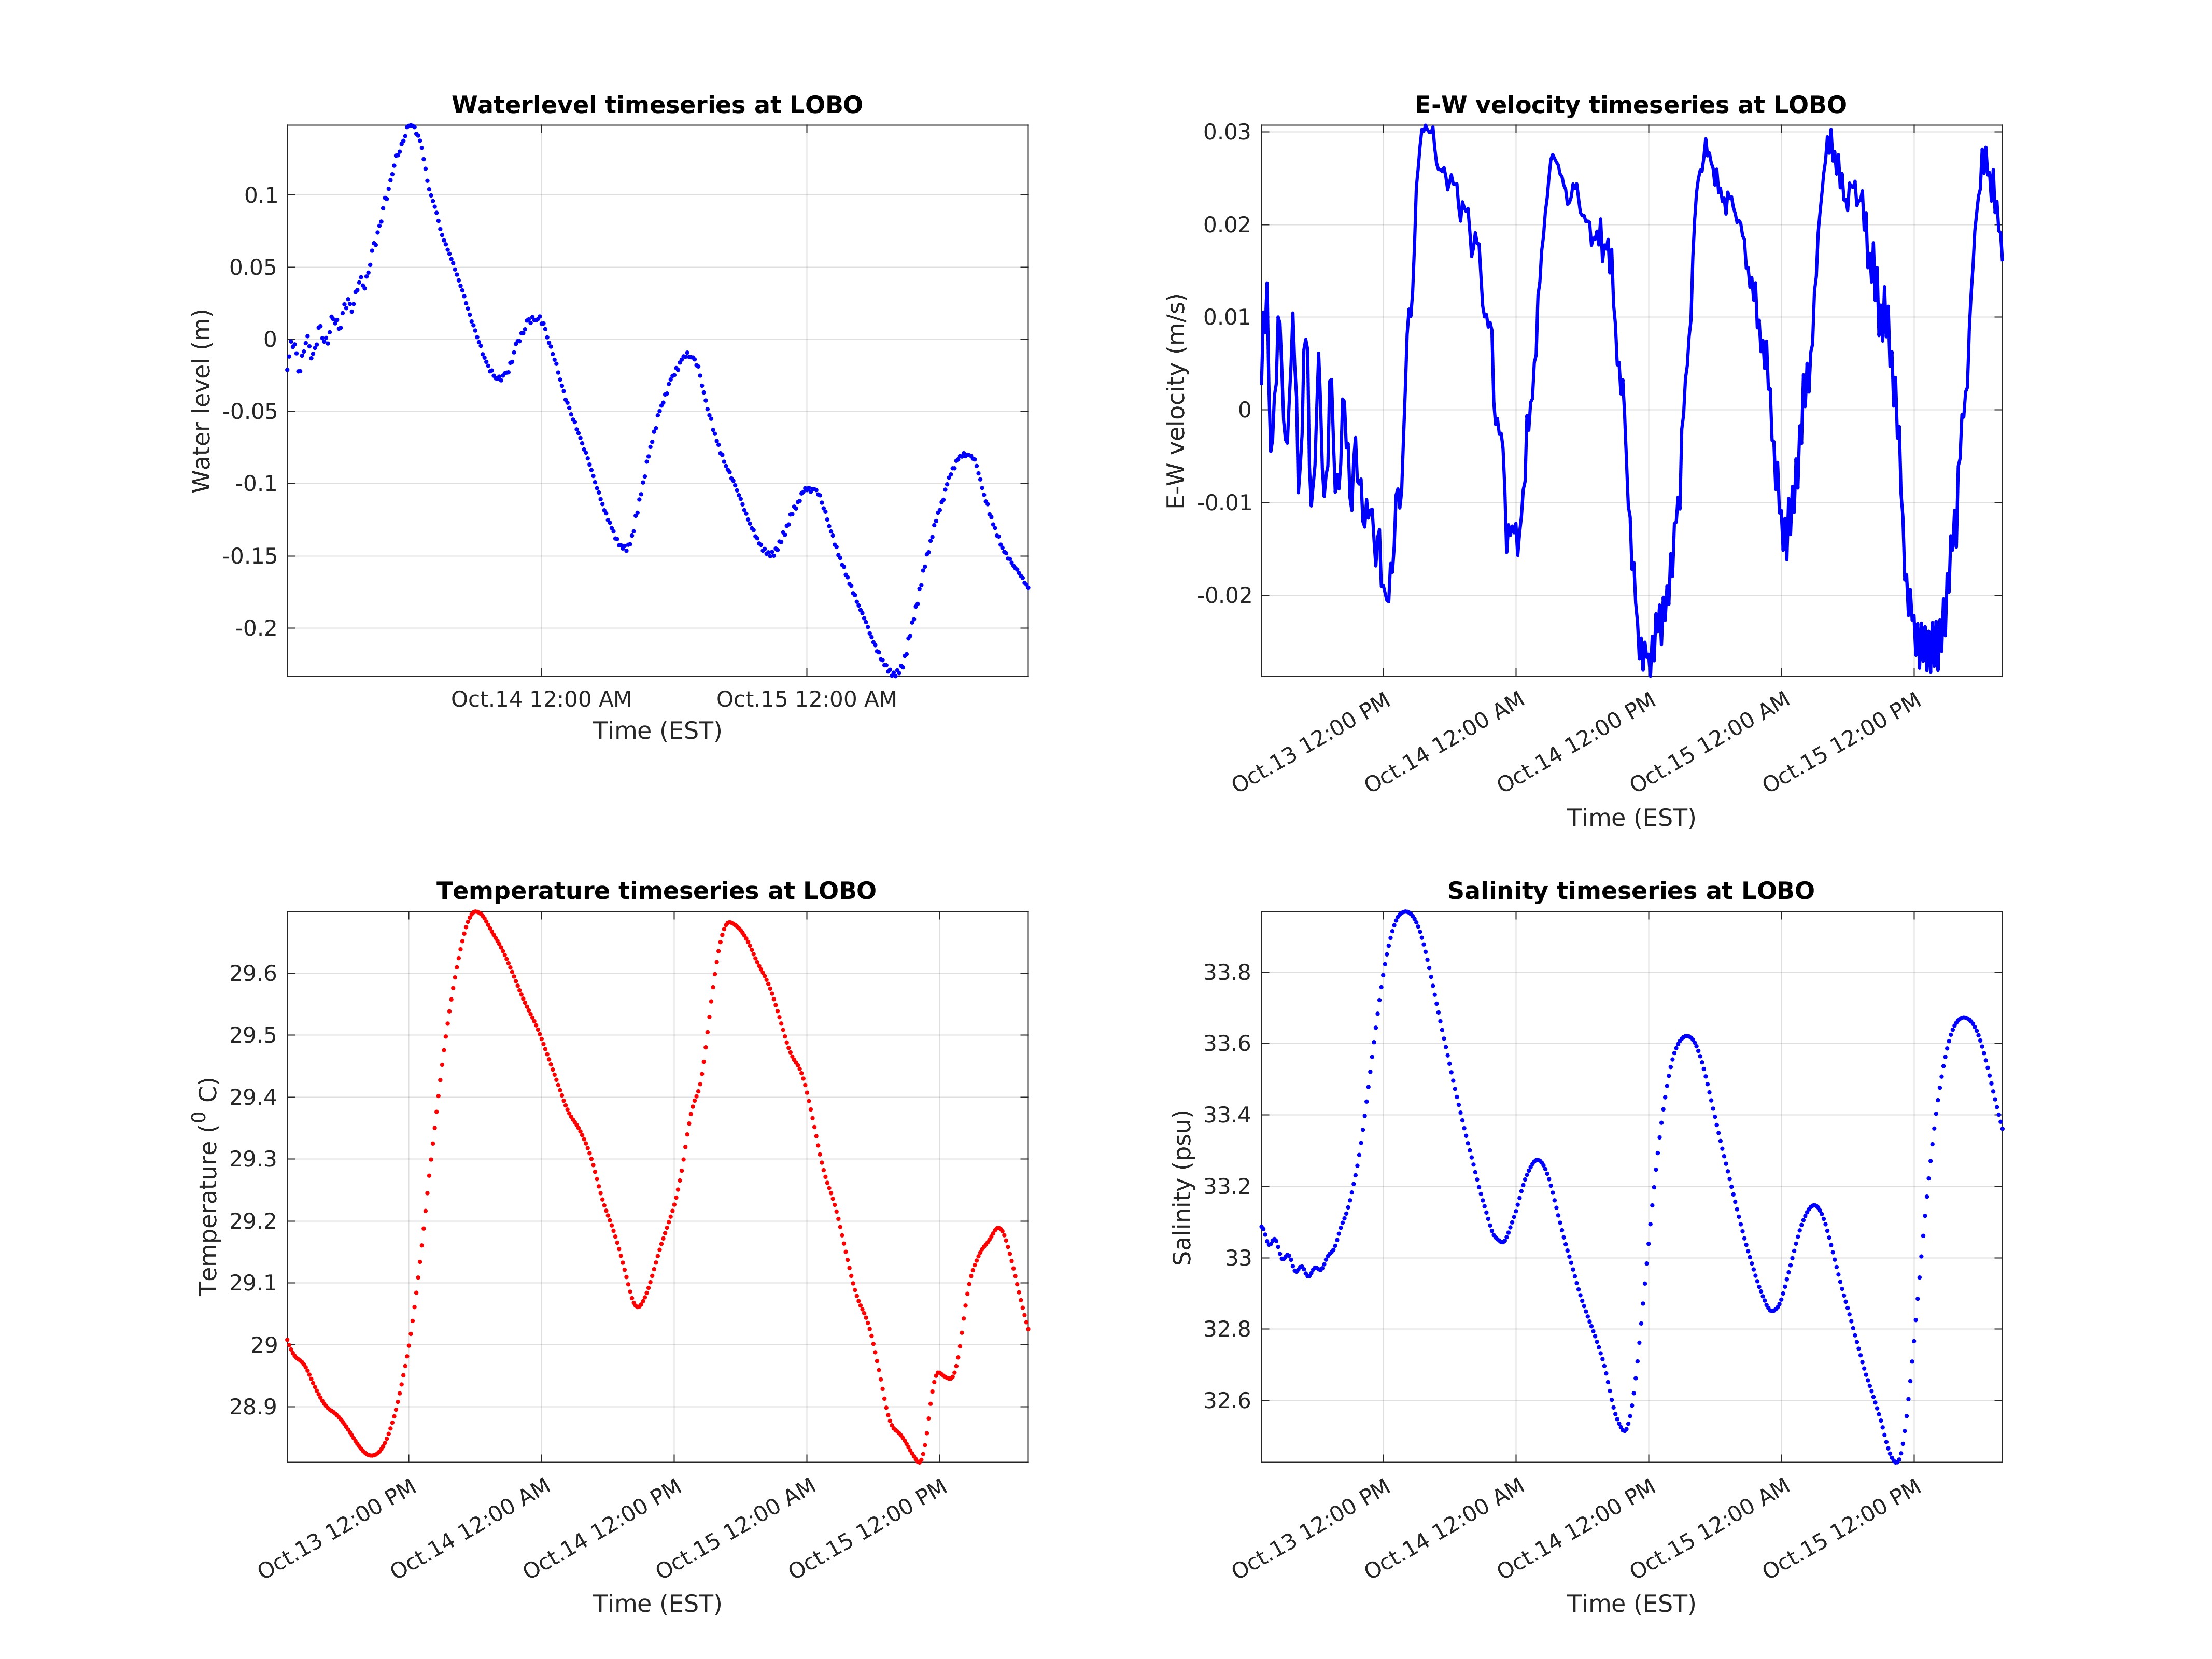 Waterlevel timeseries at LOBO
Water level (m)
0.1
0.05
0
-0.05
-0.1
-0.15
-0.2
Oct.14 12:00 AM
Oct.15 12:00 AM
Time (EST)
E-W velocity timeseries at LOBO
E-W velocity (m/s)
0.03
0.02
0.01
0
-0.01
-0.02
Oct.13 12:00 PM
Oct.14 12:00 AM
Oct.14 12:00 PM
Oct.15 12:00 AM
Oct.15 12:00 PM
Time (EST)
Temperature timeseries at LOBO
Temperature (⁰ C)
29.6
29.5
29.4
29.3
29.2
29.1
29
28.9
Oct.13 12:00 PM
Oct.14 12:00 AM
Oct.14 12:00 PM
Oct.15 12:00 AM
Oct.15 12:00 PM
Time (EST)
Salinity timeseries at LOBO
Salinity (psu)
33.8
33.6
33.4
33.2
33
32.8
32.6
Oct.13 12:00 PM
Oct.14 12:00 AM
Oct.14 12:00 PM
Oct.15 12:00 AM
Oct.15 12:00 PM
Time (EST)